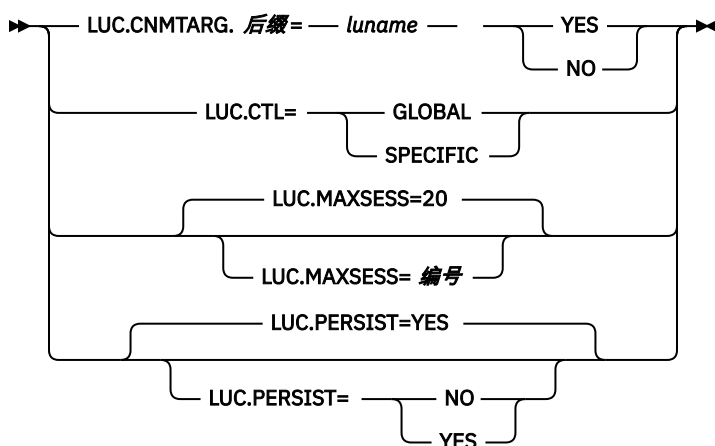 LUC.CNMTARG. 后缀= luname YES
NO
LUC.CTL= GLOBAL
SPECIFIC
LUC.MAXSESS=20
LUC.MAXSESS= 编号
LUC.PERSIST=YES
LUC.PERSIST= NO
YES